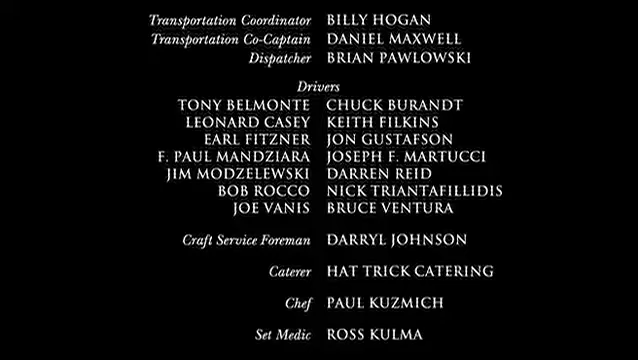 Transportation Coordinator BILLY HOGAN
Transportation Co-Captain DANIEL MAXWELL
Dispatcher BRIAN PAWLOWSKI
Drivers
TONY BELMONTE CHUCK BURANDT
LEONARD CASEY KEITH FILKINS
EARL FITZNER JON GUSTAFSON
F. PAUL MANDZIARA JOSEPH F. MARTUCCI
JIM MODZELEWSKI DARREN REID
BOB ROCCO NICK TRIANTAFILLIDIS
JOE VANIS BRUCE VENTURA
Craft Service Foreman DARRYL JOHNSON
Caterer HAT TRICK CATERING
Chef PAUL KUZMICH
Set Medic ROSS KULMA